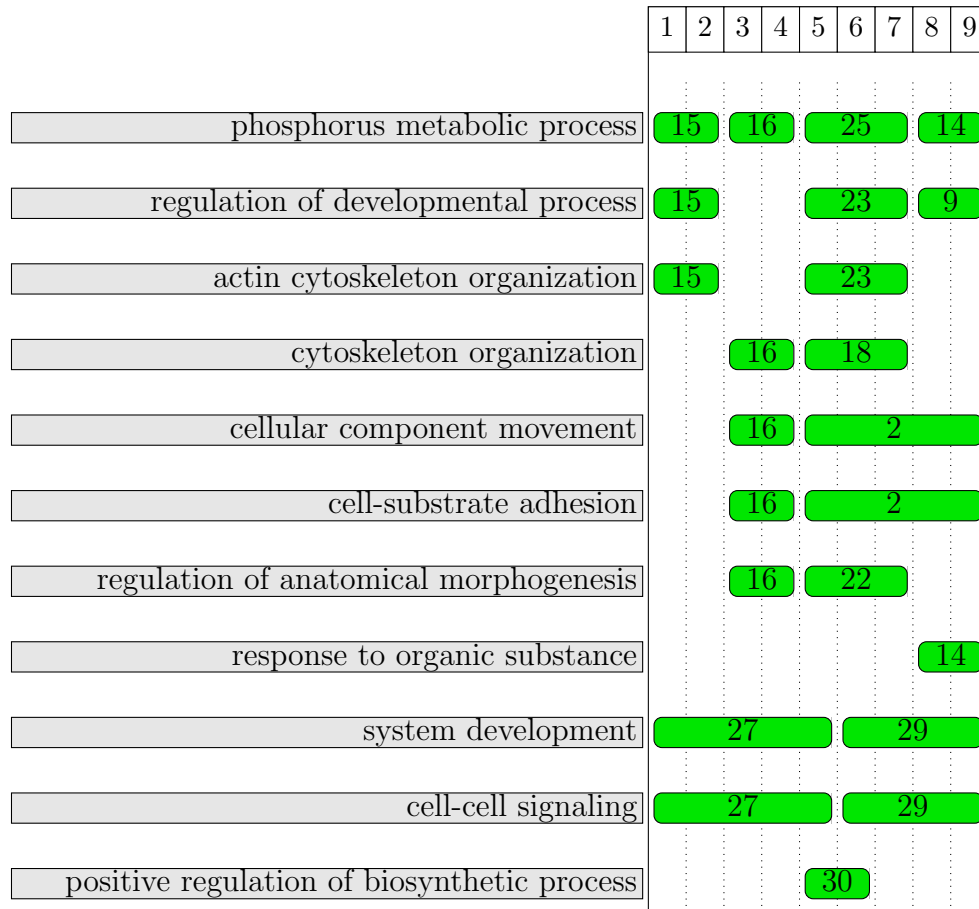 1 2 3 4 5 6 7 8 9
phosphorus metabolic process 15 16 25 14
regulation of developmental process 15 23 9
actin cytoskeleton organization 15 23
cytoskeleton organization 16 18
cellular component movement 16 2
cell-substrate adhesion 16 2
regulation of anatomical morphogenesis 16 22
response to organic substance 14
system development 27 29
cell-cell signaling 27 29
positive regulation of biosynthetic process 30